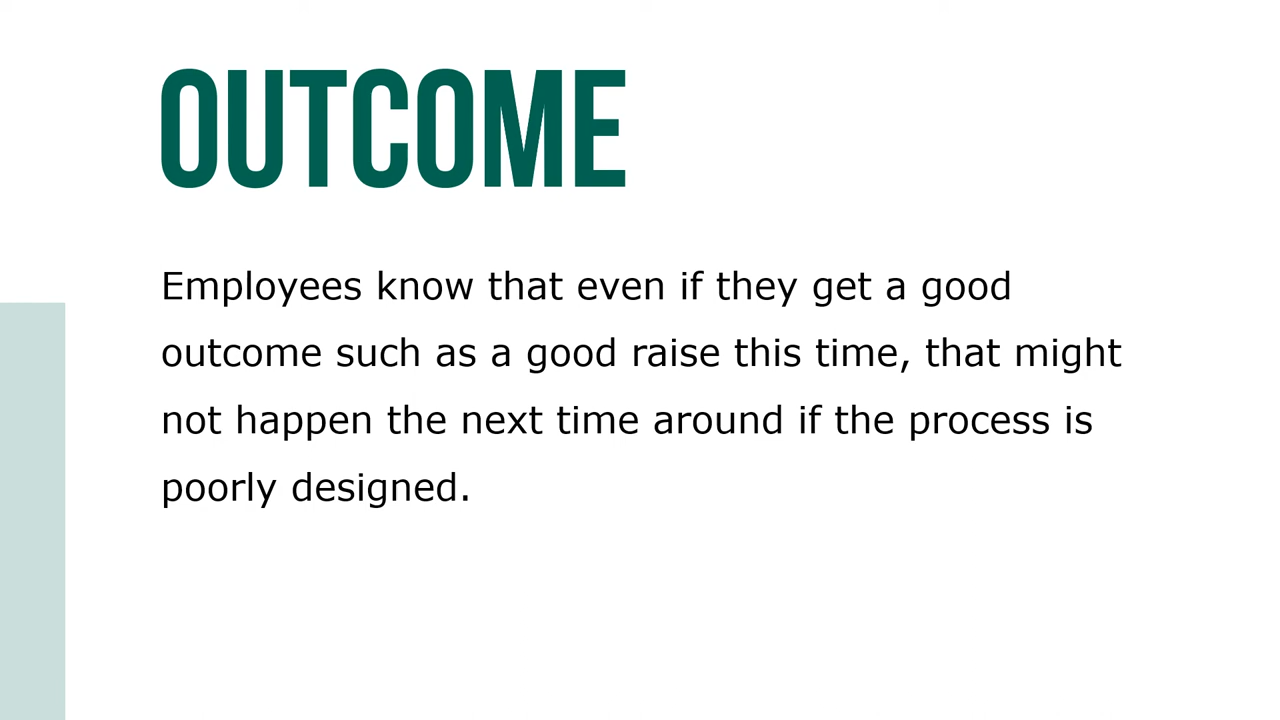 OUTCOME
Employees know that even if they get a good
outcome such as a good raise this time, that might
not happen the next time around if the process is
poorly designed.